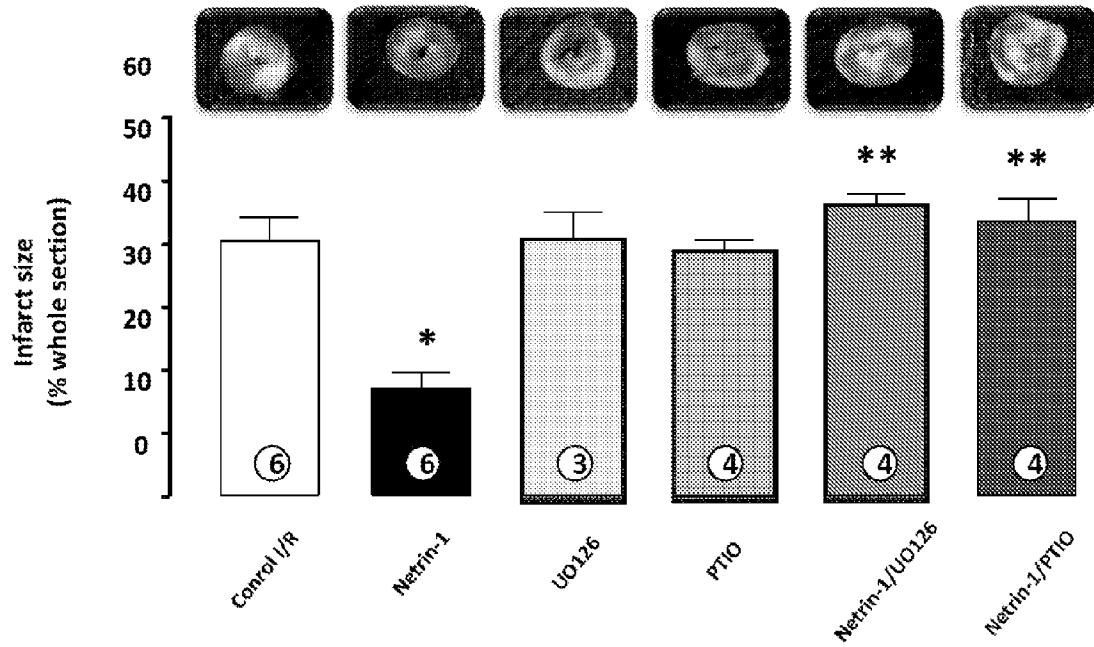 60
50
40
30
20
10
0
Infarct size
(% whole section)
*
**
**
6
6
3
4
4
4
Conrol I/R
Netrin-1
UO126
PTIO
Netrin-1/UO126
Netrin-1/PTIO